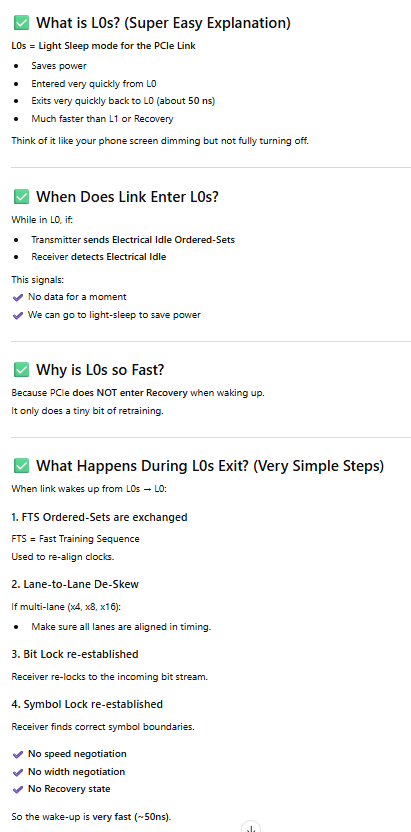 ✅ What is L0s? (Super Easy Explanation)
L0s = Light Sleep mode for the PCIe Link
• Saves power
• Entered very quickly from L0
• Exits very quickly back to L0 (about 50 ns)
• Much faster than L1 or Recovery
Think of it like your phone screen dimming but not fully turning off.
✅ When Does Link Enter L0s?
While in L0, if:
• Transmitter sends Electrical Idle Ordered-Sets
• Receiver detects Electrical Idle
This signals:
✔ No data for a moment
✔ We can go to light-sleep to save power
✅ Why is L0s so Fast?
Because PCIe does NOT enter Recovery when waking up.
It only does a tiny bit of retraining.
✅ What Happens During L0s Exit? (Very Simple Steps)
When link wakes up from L0s → L0:
1. FTS Ordered-Sets are exchanged
FTS = Fast Training Sequence
Used to re-align clocks.
2. Lane-to-Lane De-Skew
If multi-lane (x4, x8, x16):
• Make sure all lanes are aligned in timing.
3. Bit Lock re-established
Receiver re-locks to the incoming bit stream.
4. Symbol Lock re-established
Receiver finds correct symbol boundaries.
✔ No speed negotiation
✔ No width negotiation
✔ No Recovery state
So the wake-up is very fast (~50ns).